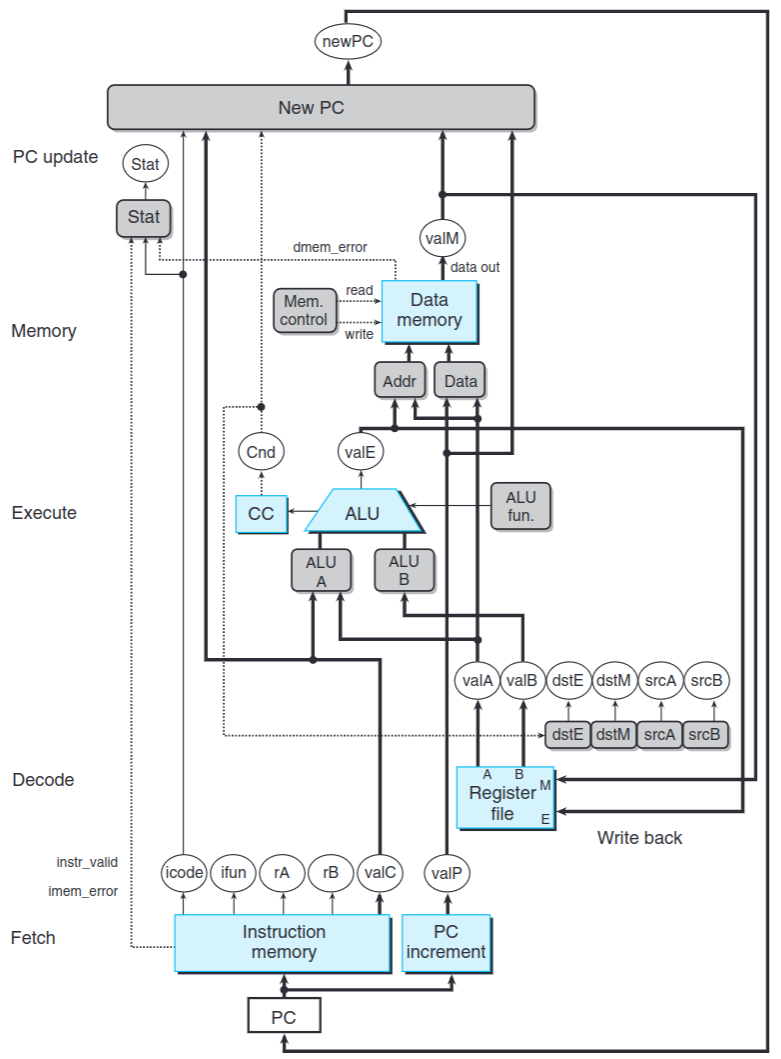 newPC
New PC
PC update
Stat
Stat
valM
dmem_error
data out
read
Mem.
control
Data
memory
Memory
write
Addr
Data
Cnd
valE
Execute
CC
ALU
ALU
fun.
ALU
A
ALU
B
valA
valB
dstE
dstM
srcA
srcB
dstE
dstM
srcA
srcB
Decode
A
B
M
Register
file
E
Write back
instr_valid
imem_error
icode
ifun
rA
rB
valC
valP
Fetch
Instruction
memory
PC
increment
PC